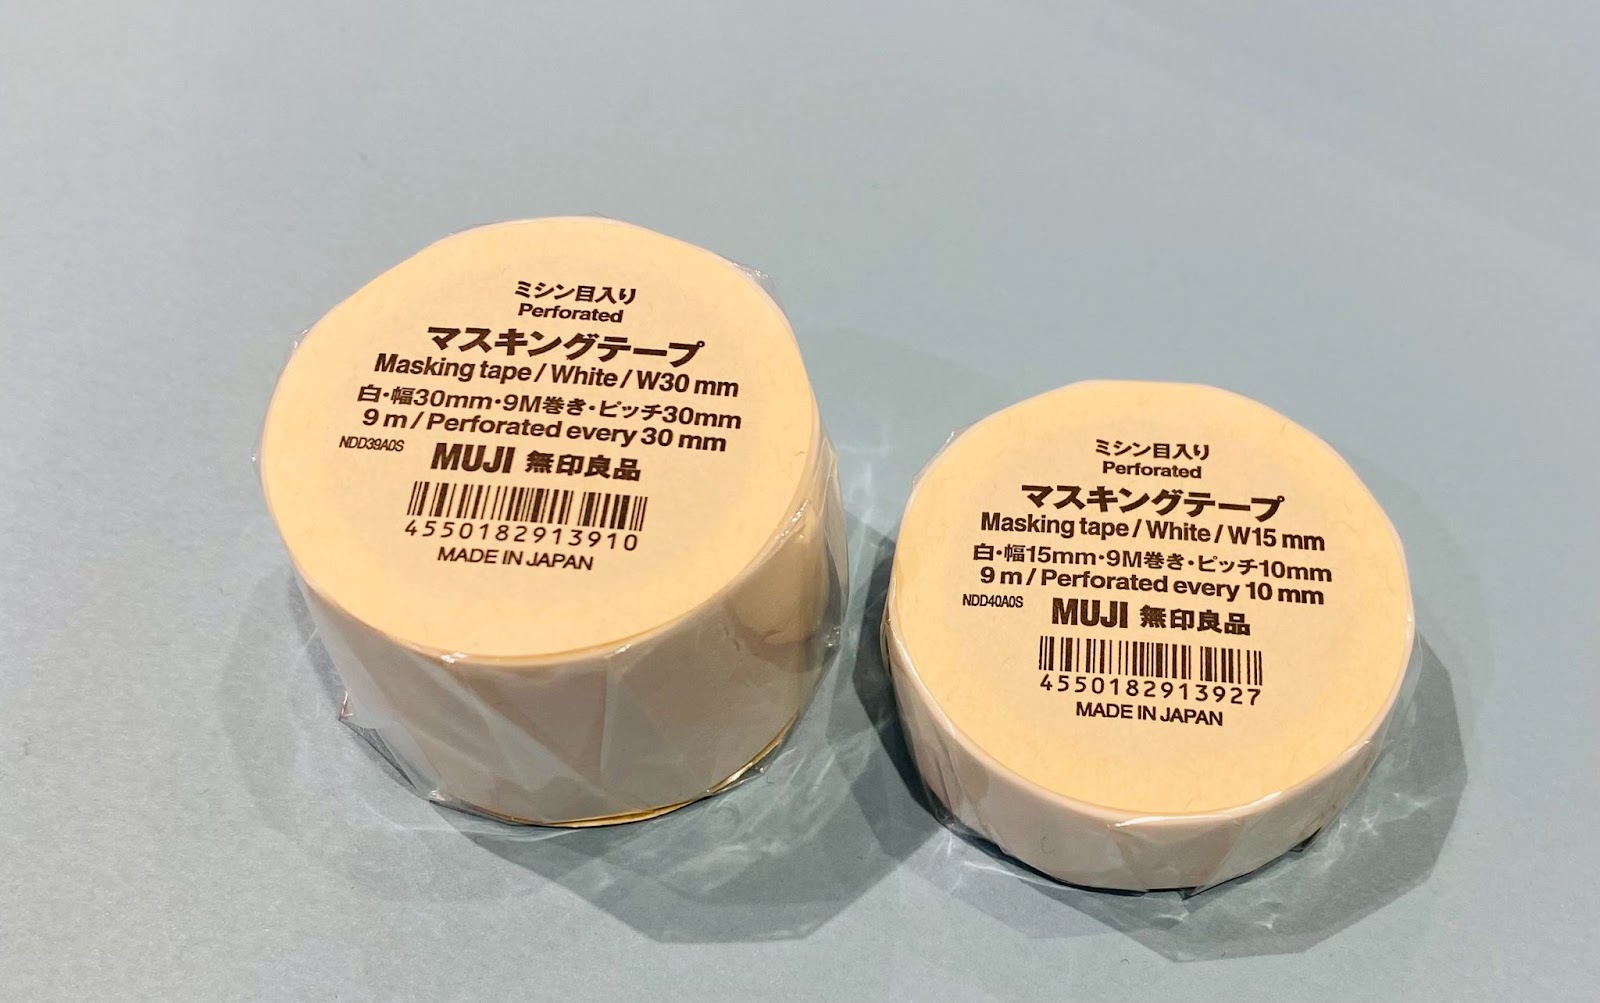 ミシン目入り
Perforated
マスキングテープ
Masking tape / White / W30 mm
白・幅30mm・9M巻き・ピッチ30mm
9 m / Perforated every 30 mm
NDD39A0S
MUJI 無印良品
4550182913910
MADE IN JAPAN
ミシン目入り
Perforated
マスキングテープ
Masking tape / White / W15 mm
白・幅15mm・9M巻き・ピッチ10mm
9 m / Perforated every 10 mm
NDD40A0S
MUJI 無印良品
4550182913927
MADE IN JAPAN